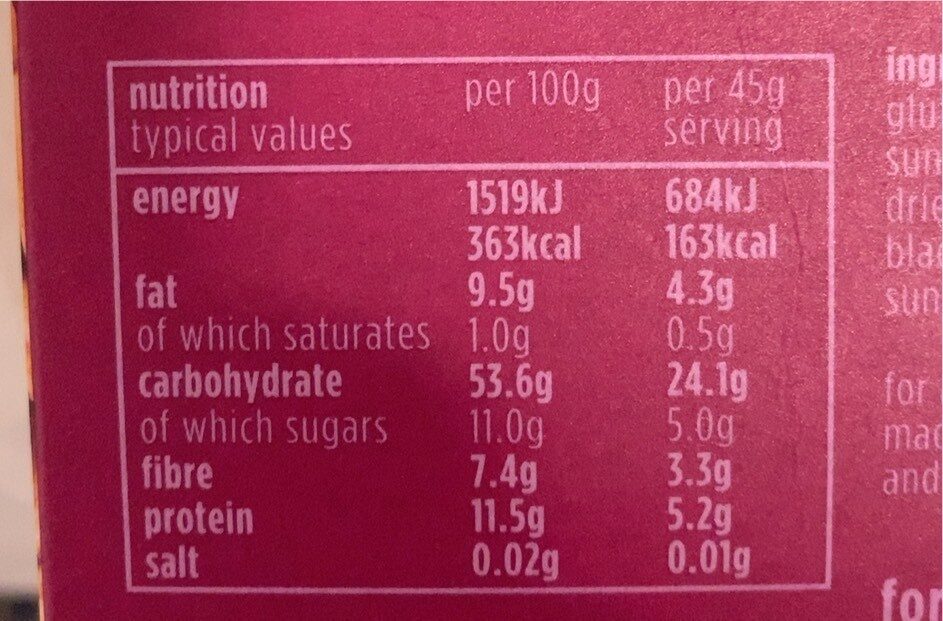 nutrition per 100g per 45g
typical values serving
energy 1519kJ 684kJ
363kcal 163kcal
fat 9.5g 4.3g
of which saturates 1.0g 0.5g
carbohydrate 53.6g 24.1g
of which sugars 11.0g 5.0g
fibre 7.4g 3.3g
protein 11.5g 5.2g
salt 0.02g 0.01g
for
and